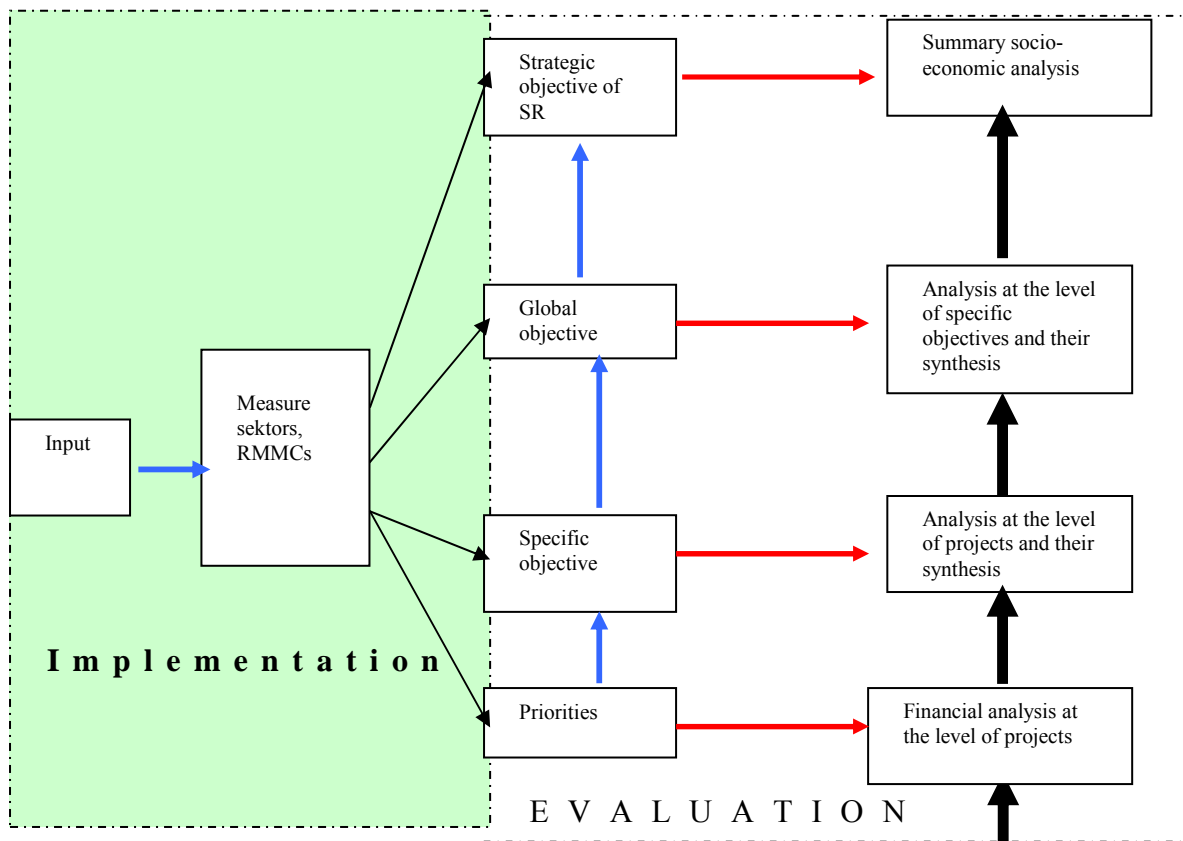 Input
Measure
sektors,
RMMCs
Implementation
Strategic
objective of
SR
Global
objective
Specific
objective
Priorities
Summary socio-
economic analysis
Analysis at the level
of specific
objectives and their
synthesis
Analysis at the level
of projects and their
synthesis
Financial analysis at
the level of projects
EVALUATION